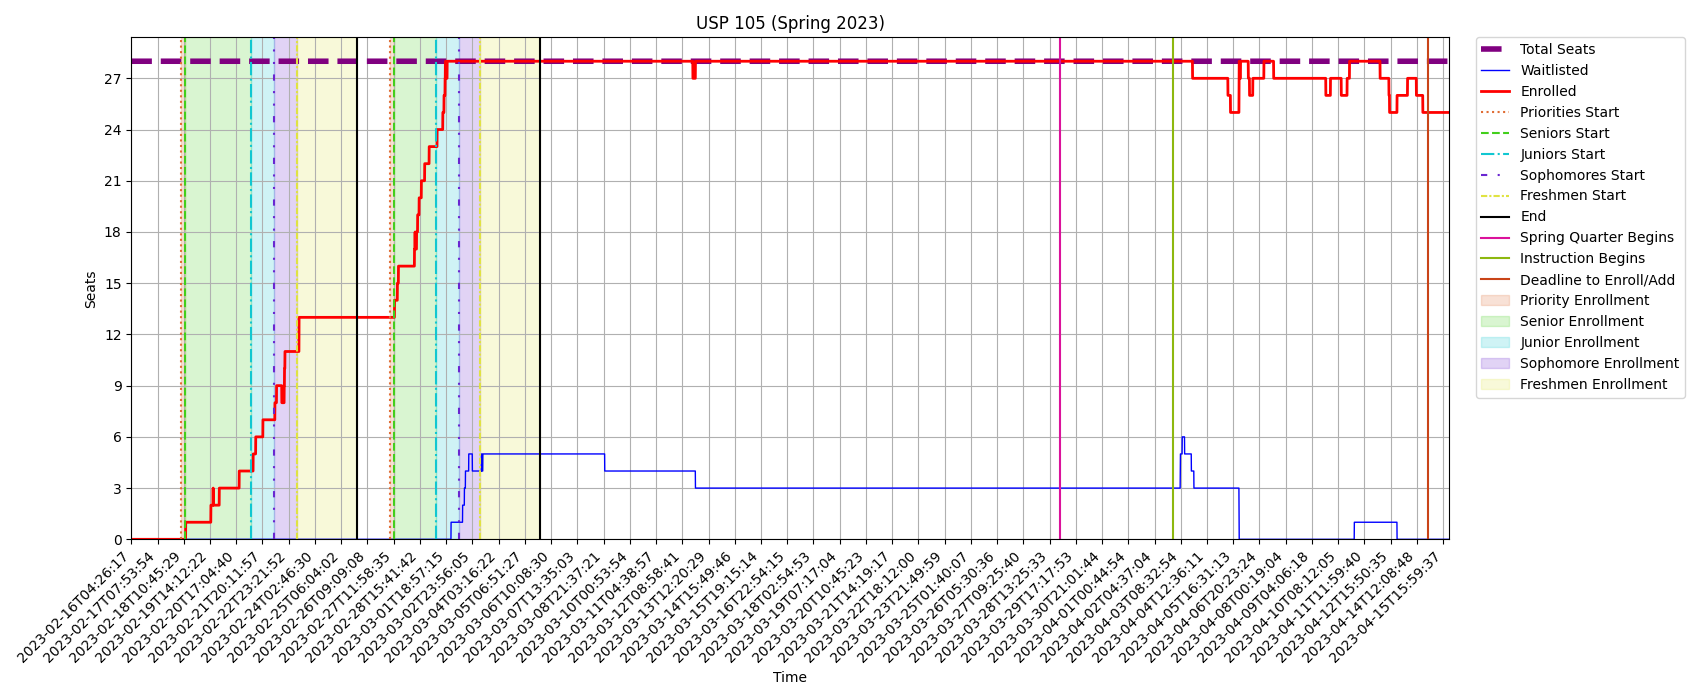 USP 105 (Spring 2023)
Seats
27
24
21
18
15
12
9
6
3
0
2023-02-16T04:26:17
2023-02-17T07:53:54
2023-02-18T10:45:29
2023-02-19T14:12:22
2023-02-20T17:04:40
2023-02-21T20:11:57
2023-02-22T23:21:52
2023-02-24T02:46:30
2023-02-25T06:04:02
2023-02-26T09:09:08
2023-02-27T11:58:35
2023-02-28T15:41:42
2023-03-01T18:57:15
2023-03-02T23:56:05
2023-03-04T03:16:22
2023-03-05T06:51:27
2023-03-06T10:08:30
2023-03-07T13:35:03
2023-03-08T21:37:21
2023-03-10T00:53:54
2023-03-11T04:38:57
2023-03-12T08:58:41
2023-03-13T12:20:29
2023-03-14T15:49:46
2023-03-15T19:15:14
2023-03-16T22:54:15
2023-03-18T02:54:53
2023-03-19T07:17:04
2023-03-20T10:45:23
2023-03-21T14:19:17
2023-03-22T18:12:00
2023-03-23T21:49:59
2023-03-25T01:40:07
2023-03-26T05:30:36
2023-03-27T09:25:40
2023-03-28T13:25:33
2023-03-29T17:17:53
2023-03-30T21:01:44
2023-04-01T00:44:54
2023-04-02T04:37:04
2023-04-03T08:32:54
2023-04-04T12:36:11
2023-04-05T16:31:13
2023-04-06T20:23:24
2023-04-08T00:19:04
2023-04-09T04:06:18
2023-04-10T08:12:05
2023-04-11T11:59:40
2023-04-12T15:50:35
2023-04-14T12:08:48
2023-04-15T15:59:37
Time
Total Seats
Waitlisted
Enrolled
Priorities Start
Seniors Start
Juniors Start
Sophomores Start
Freshmen Start
End
Spring Quarter Begins
Instruction Begins
Deadline to Enroll/Add
Priority Enrollment
Senior Enrollment
Junior Enrollment
Sophomore Enrollment
Freshmen Enrollment